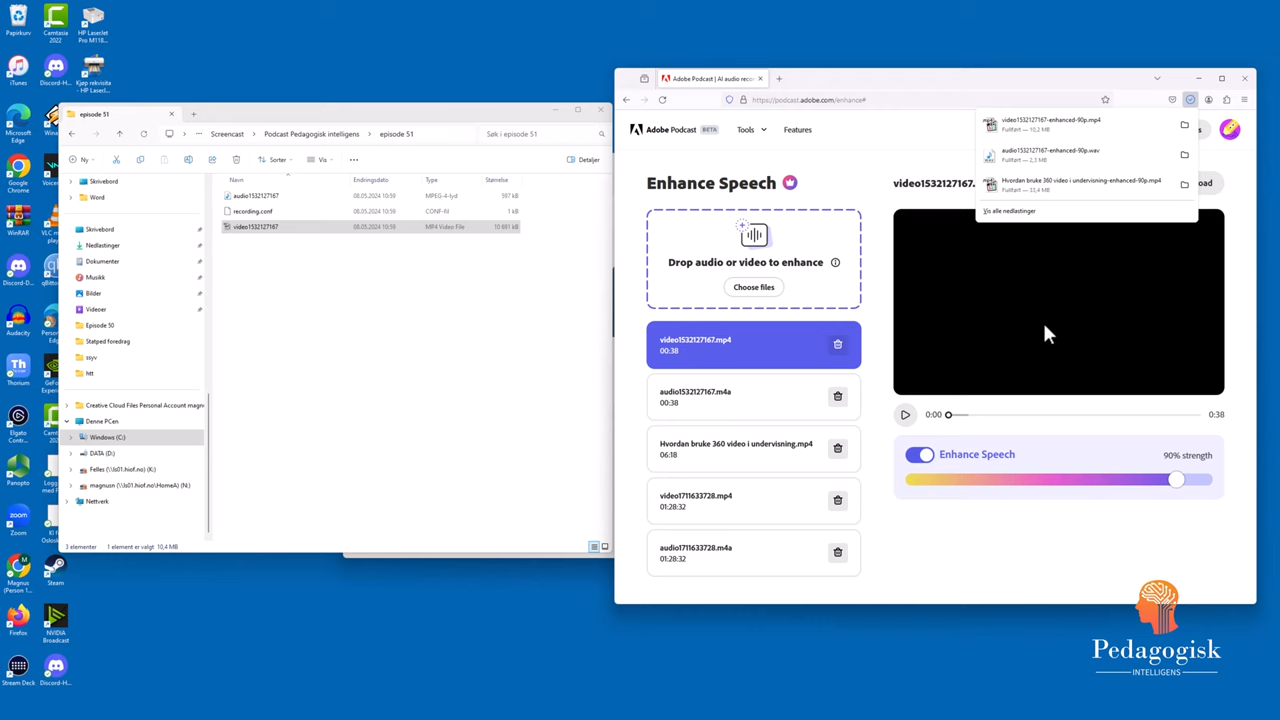 Papirkurv
Camtasia 2022
HP LaserJet Pro M118...
iTunes
Discord-H...
Kjøp rekvisita - HP LaserJ...
Microsoft Edge
Google Chrome
WinRAR
VLC m
Discord-D...
Audacity
Thorium
Elgato Control ...
Panopto
Zoom
Magnus (Person 1...
Steam
Firefox
NVIDIA Broadcast
Stream Deck
Discord-H...
episode 51
Screencast
Podcast Pedagogisk intelligens
episode 51
Søk i episode 51
Ny
Sorter
Vis
Detaljer
Navn
Endringsdato
Type
Størrelse
audio1532127167
08.05.2024 10:59
MPEG-4-lyd
597 kB
recording.conf
08.05.2024 10:59
CONF-fil
1 kB
video1532127167
08.05.2024 10:59
MP4 Video File
Skrivebord
Word
Skrivebord
Nedlastinger
Dokumenter
Musikk
Bilder
Videoer
Episode 50
Statped foredrag
ssyv
htt
Creative Cloud Files Personal Account magn
Denne PCen
Windows (C:)
DATA (D:)
Felles (\\ls01.hiof.no) (K:)
magnusn (\\ls01.hiof.no\HomeA) (N:)
Nettverk
3 elementer
1 element er valgt 10,4 MB
Adobe Podcast | AI audio reco
https://podcast.adobe.com/enhance#
Adobe Podcast BETA
Tools
Features
video1532127167-enhanced-90p.mp4
Fullført — 10,2 MB
audio1532127167-enhanced-90p.wav
Fullført — 2,3 MB
Hvordan bruke 360 video i undervisning-enhanced-90p.mp4
Fullført — 33,4 MB
Vis alle nedlastinger
Enhance Speech
video1532127167.
oad
Drop audio or video to enhance
Choose files
video1532127167.mp4
00:38
audio1532127167.m4a
00:38
Hvordan bruke 360 video i undervisning.mp4
06:18
video1711633728.mp4
01:28:32
audio1711633728.m4a
01:28:32
0:00
0:38
Enhance Speech
90% strength
Pedagogisk
INTELLIGENS